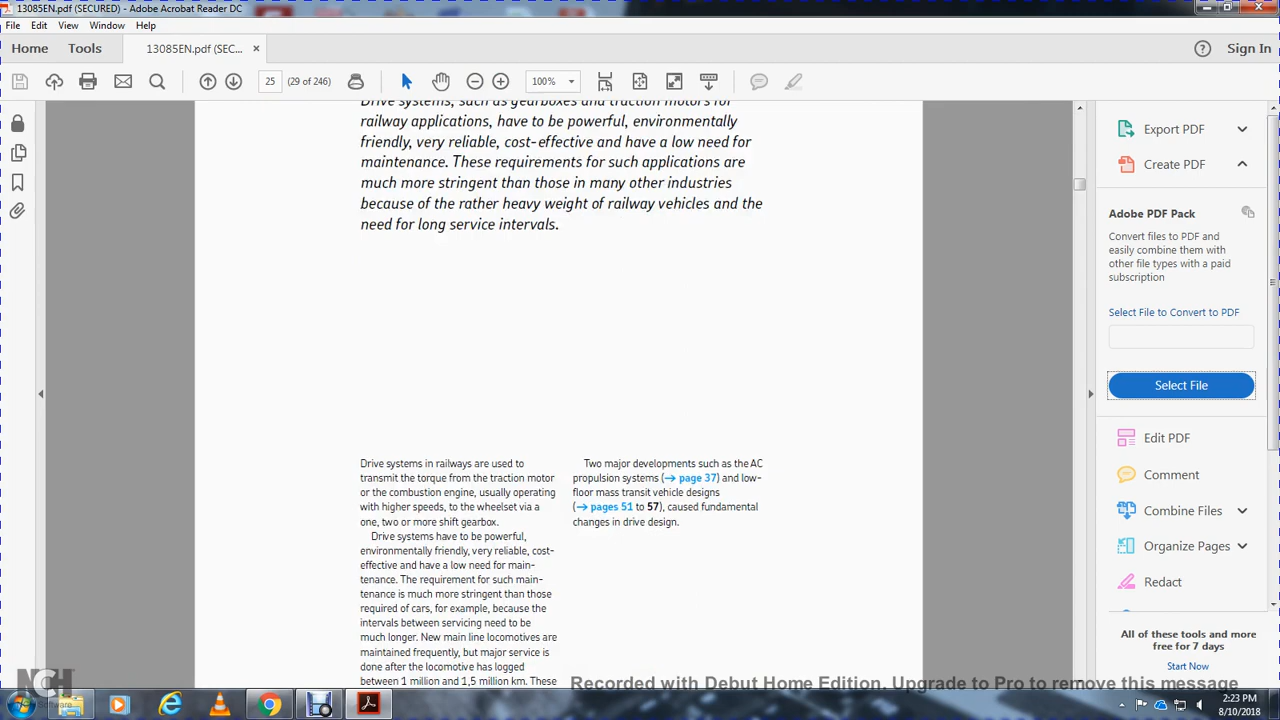 13085EN.pdf (SECURED) - Adobe Acrobat Reader DC
File Edit View Window Help
Home Tools 13085EN.pdf (SEC... × Sign In
25 (29 of 246) 100%
Drive systems, such as gearboxes and traction motors for
railway applications, have to be powerful, environmentally
friendly, very reliable, cost-effective and have a low need for
maintenance. These requirements for such applications are
much more stringent than those in many other industries
because of the rather heavy weight of railway vehicles and the
need for long service intervals.
Drive systems in railways are used to
transmit the torque from the traction motor
or the combustion engine, usually operating
with higher speeds, to the wheelset via a
one, two or more shift gearbox.
Drive systems have to be powerful,
environmentally friendly, very reliable, cost-
effective and have a low need for main-
tenance. The requirement for such main-
tenance is much more stringent than those
required of cars, for example, because the
intervals between servicing need to be
much longer. New main line locomotives are
maintained frequently, but major service is
done after the locomotive has logged
between 1 million and 1,5 million km. These
Two major developments such as the AC
propulsion systems (→ page 37) and low-
floor mass transit vehicle designs
(→ pages 51 to 57), caused fundamental
changes in drive design.
Export PDF
Create PDF
Adobe PDF Pack
Convert files to PDF and
easily combine them with
other file types with a paid
subscription
Select File to Convert to PDF
Select File
Edit PDF
Comment
Combine Files
Organize Pages
Redact
All of these tools and more
free for 7 days
Start Now
NCH
Software
Recorded with Debut Home Edition. Upgrade to Pro to remove this message
2:23 PM
8/10/2018